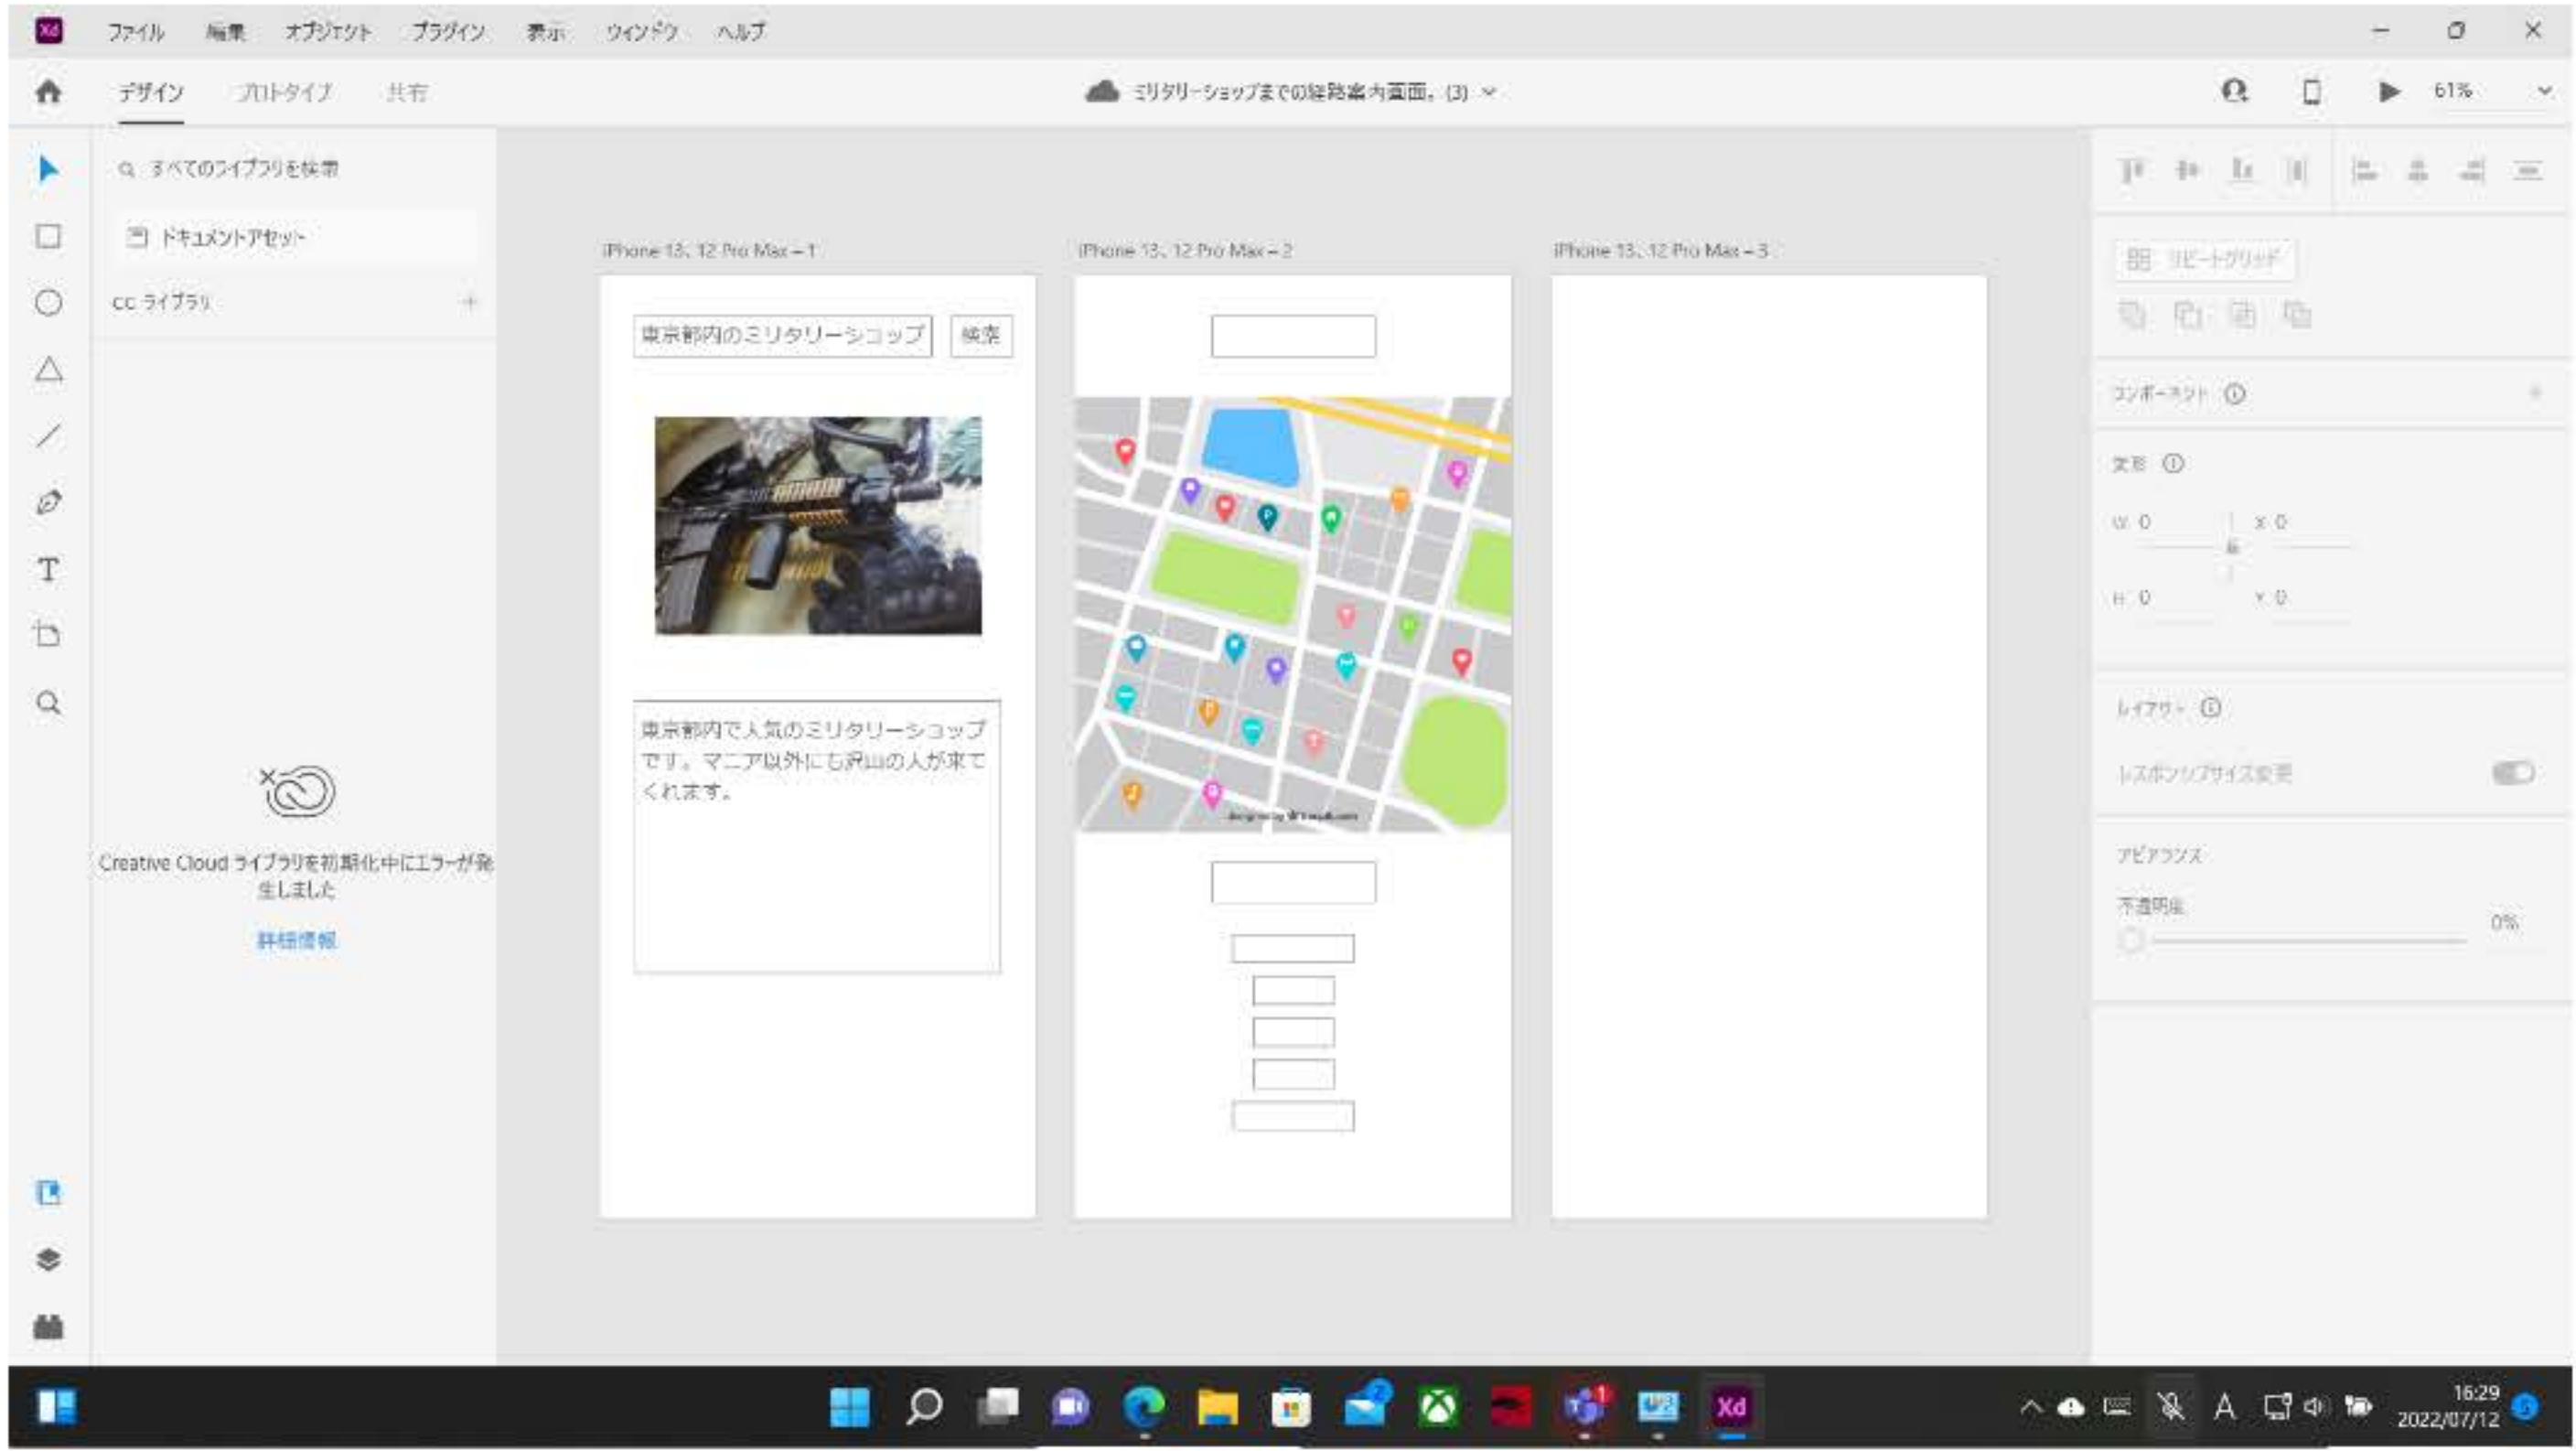 ファイル 編集 オブジェクト プラグイン 表示 ウィンドウ ヘルプ
デザイン プロトタイプ 共有
ミリタリーショップまでの経路案内画面。(3)
61%
すべてのライブラリを検索
ドキュメントアセット
CC ライブラリ
Creative Cloud ライブラリを初期化中にエラーが発
生しました
詳細情報
iPhone 13、12 Pro Max – 1
東京都内のミリタリーショップ 検索
東京都内で人気のミリタリーショップ
です。マニア以外にも沢山の人が来て
くれます。
iPhone 13、12 Pro Max – 2
designed by freepik.com
iPhone 13、12 Pro Max – 3
リピートグリッド
コンポーネント
変形
W 0 X 0
H 0 Y 0
レイアウト
レスポンシブサイズ変更
アピアランス
不透明度
0%
Xd
A
16:29
2022/07/12